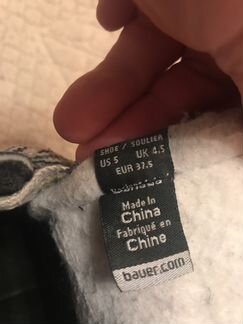 SHOE / SOULIER
US 5 UK 4.5
EUR 37.5
Made in
China
Fabriqué en
Chine
bauer.com